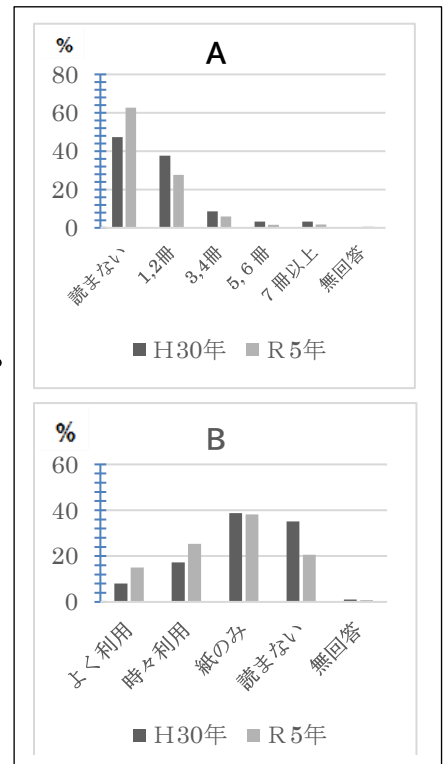 A
%
80
60
40
20
0
読まない
1,2冊
3,4冊
5,6冊
7冊以上
無回答
■ H30年 ■ R5年
B
%
60
40
20
0
よく利用
時々利用
紙のみ
読まない
無回答
■ H30年 ■ R5年